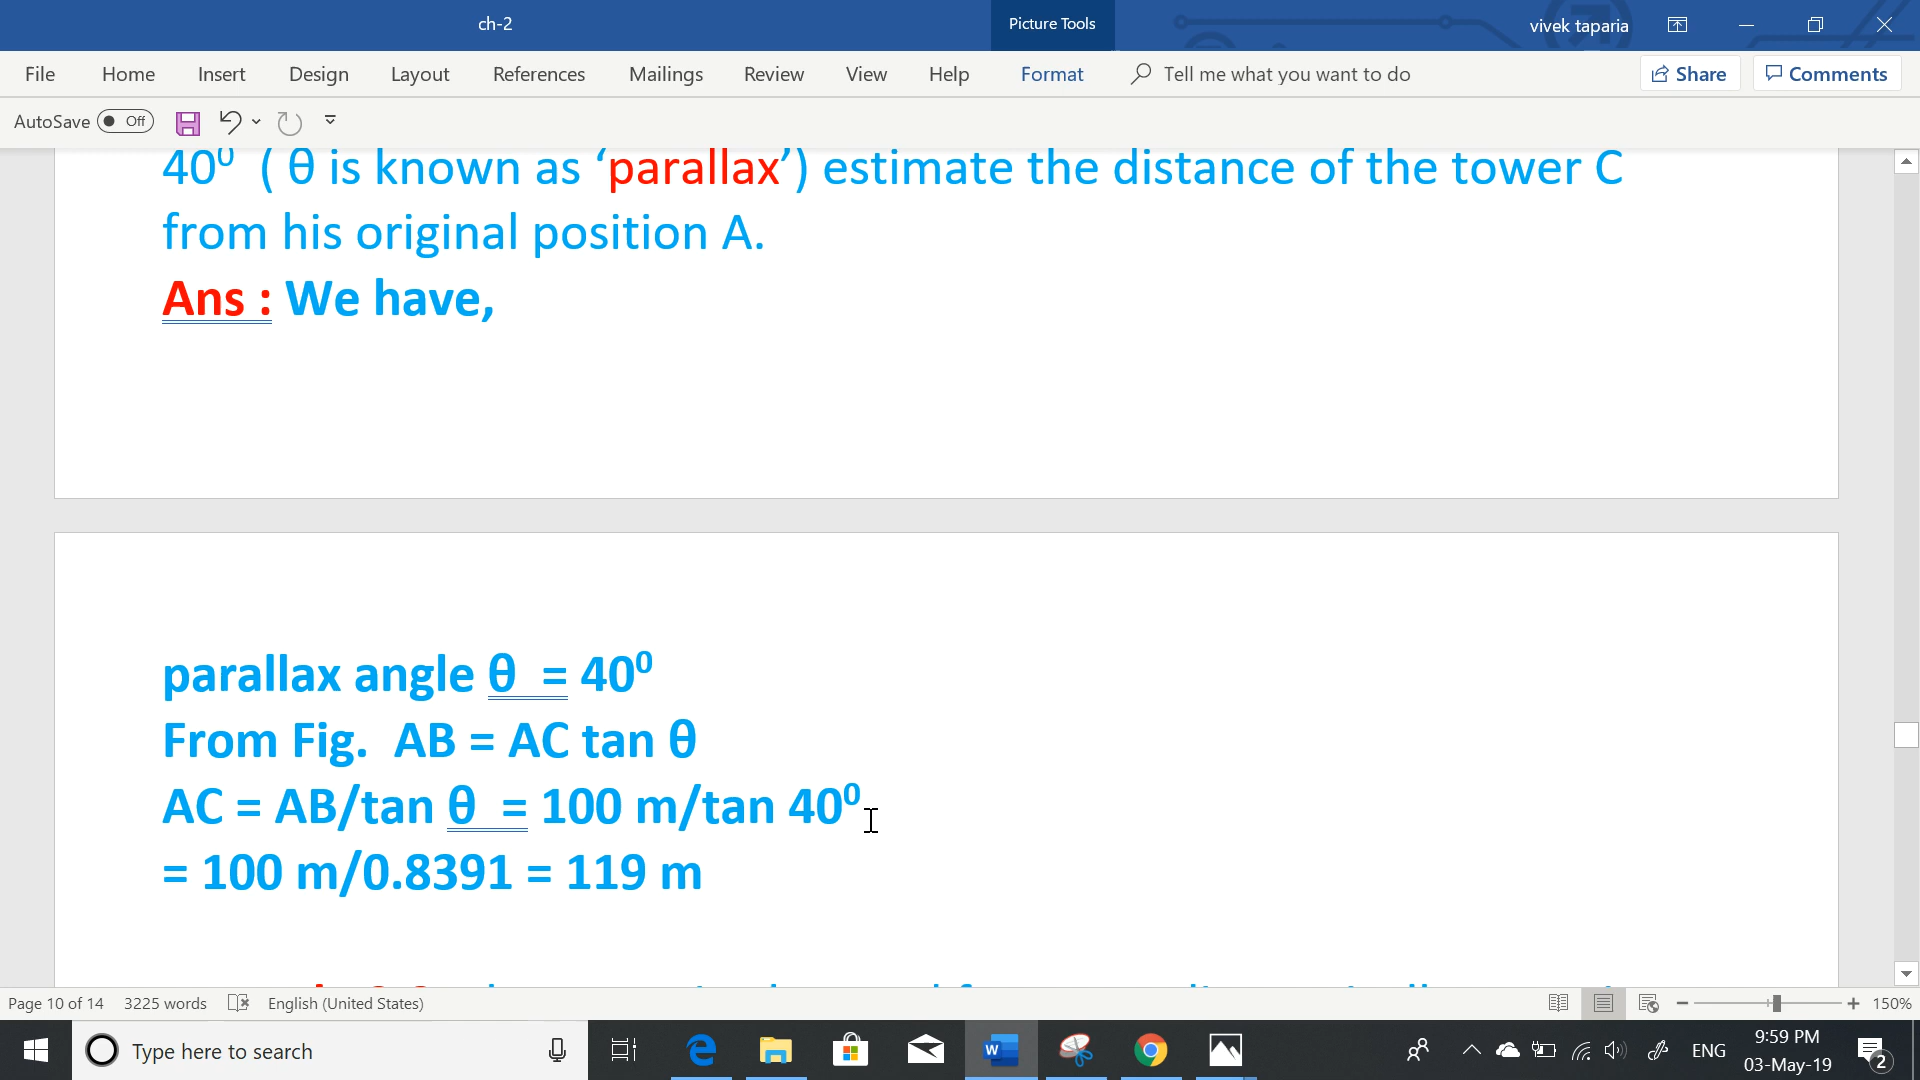 ch-2 Picture Tools vivek taparia
File Home Insert Design Layout References Mailings Review View Help Format Tell me what you want to do Share Comments
AutoSave Off
40⁰ ( θ is known as ‘parallax’) estimate the distance of the tower C
from his original position A.
Ans : We have,
parallax angle θ = 40⁰
From Fig. AB = AC tan θ
AC = AB/tan θ = 100 m/tan 40⁰
= 100 m/0.8391 = 119 m
Page 10 of 14 3225 words English (United States) 150%
Type here to search ENG 9:59 PM
03-May-19 2